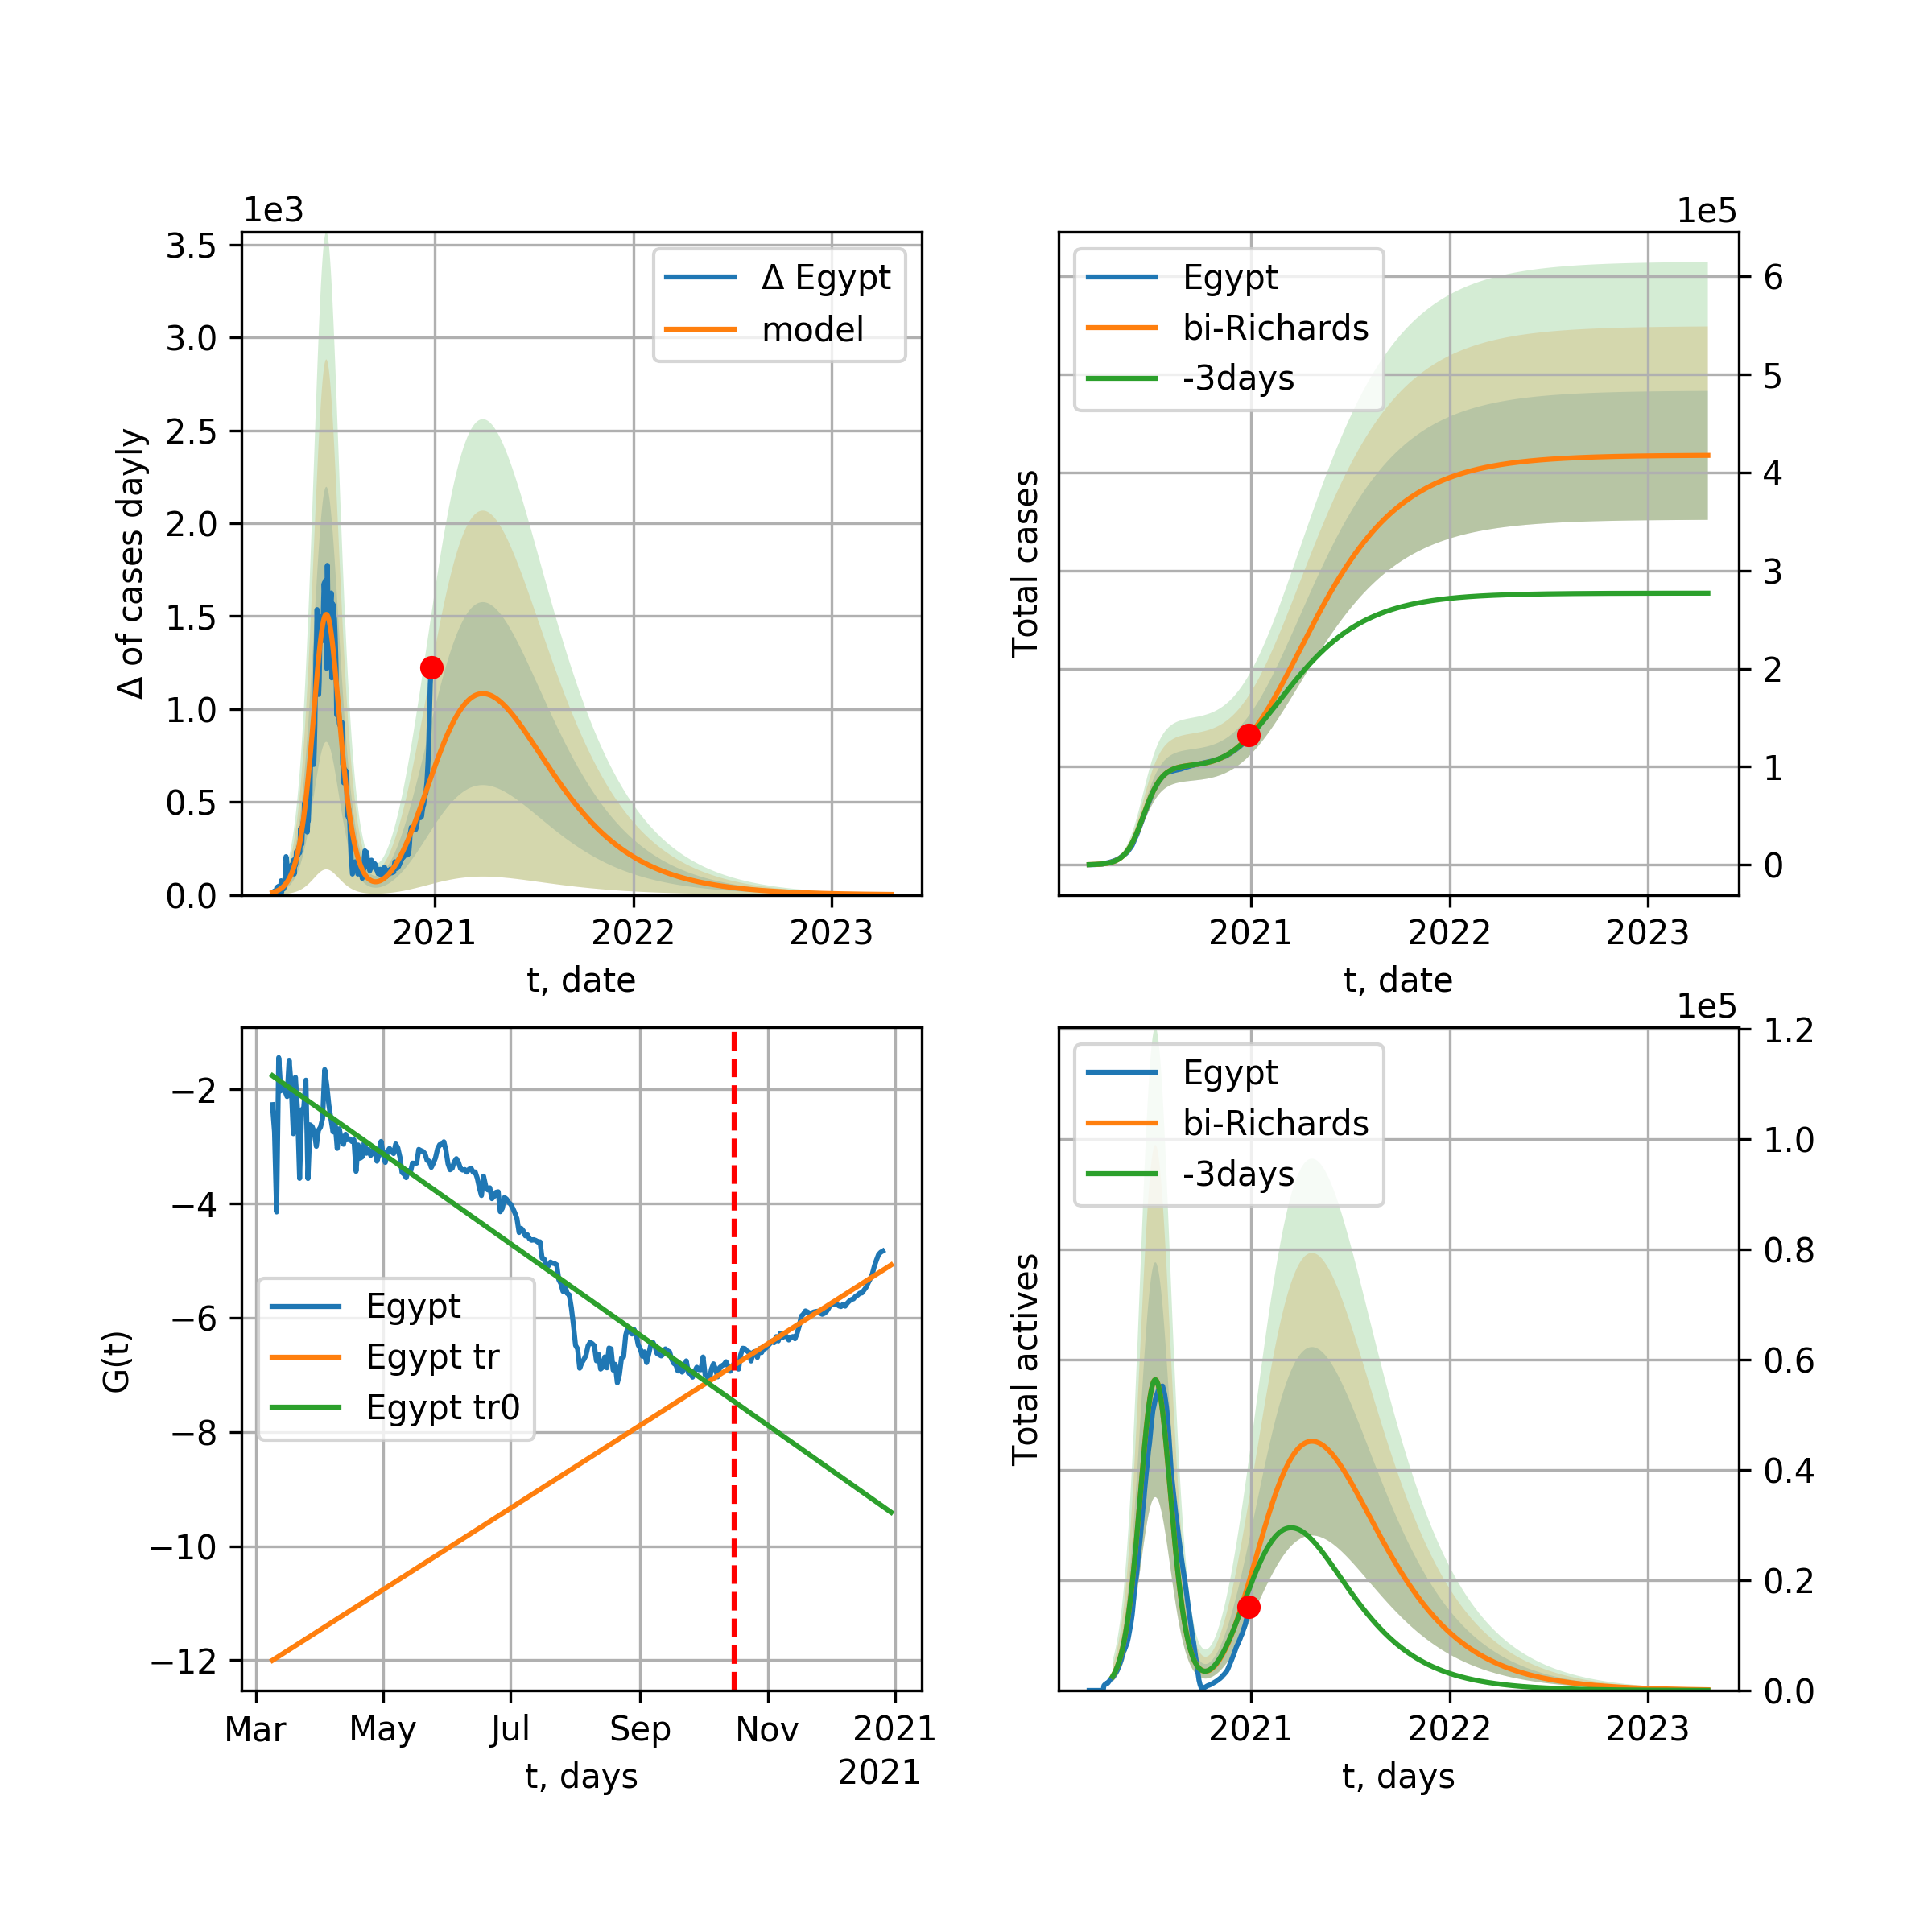 1e3
3.5
3.0
2.5
2.0
1.5
1.0
0.5
0.0
Δ of cases dayly
Δ Egypt
model
2021 2022 2023
t, date
1e5
Total cases
Egypt
bi-Richards
-3days
6
5
4
3
2
1
0
2021 2022 2023
t, date
−2
−4
−6
−8
−10
−12
G(t)
Egypt
Egypt tr
Egypt tr0
Mar May Jul Sep Nov 2021
t, days
2021
1e5
Total actives
Egypt
bi-Richards
-3days
1.2
1.0
0.8
0.6
0.4
0.2
0.0
2021 2022 2023
t, days